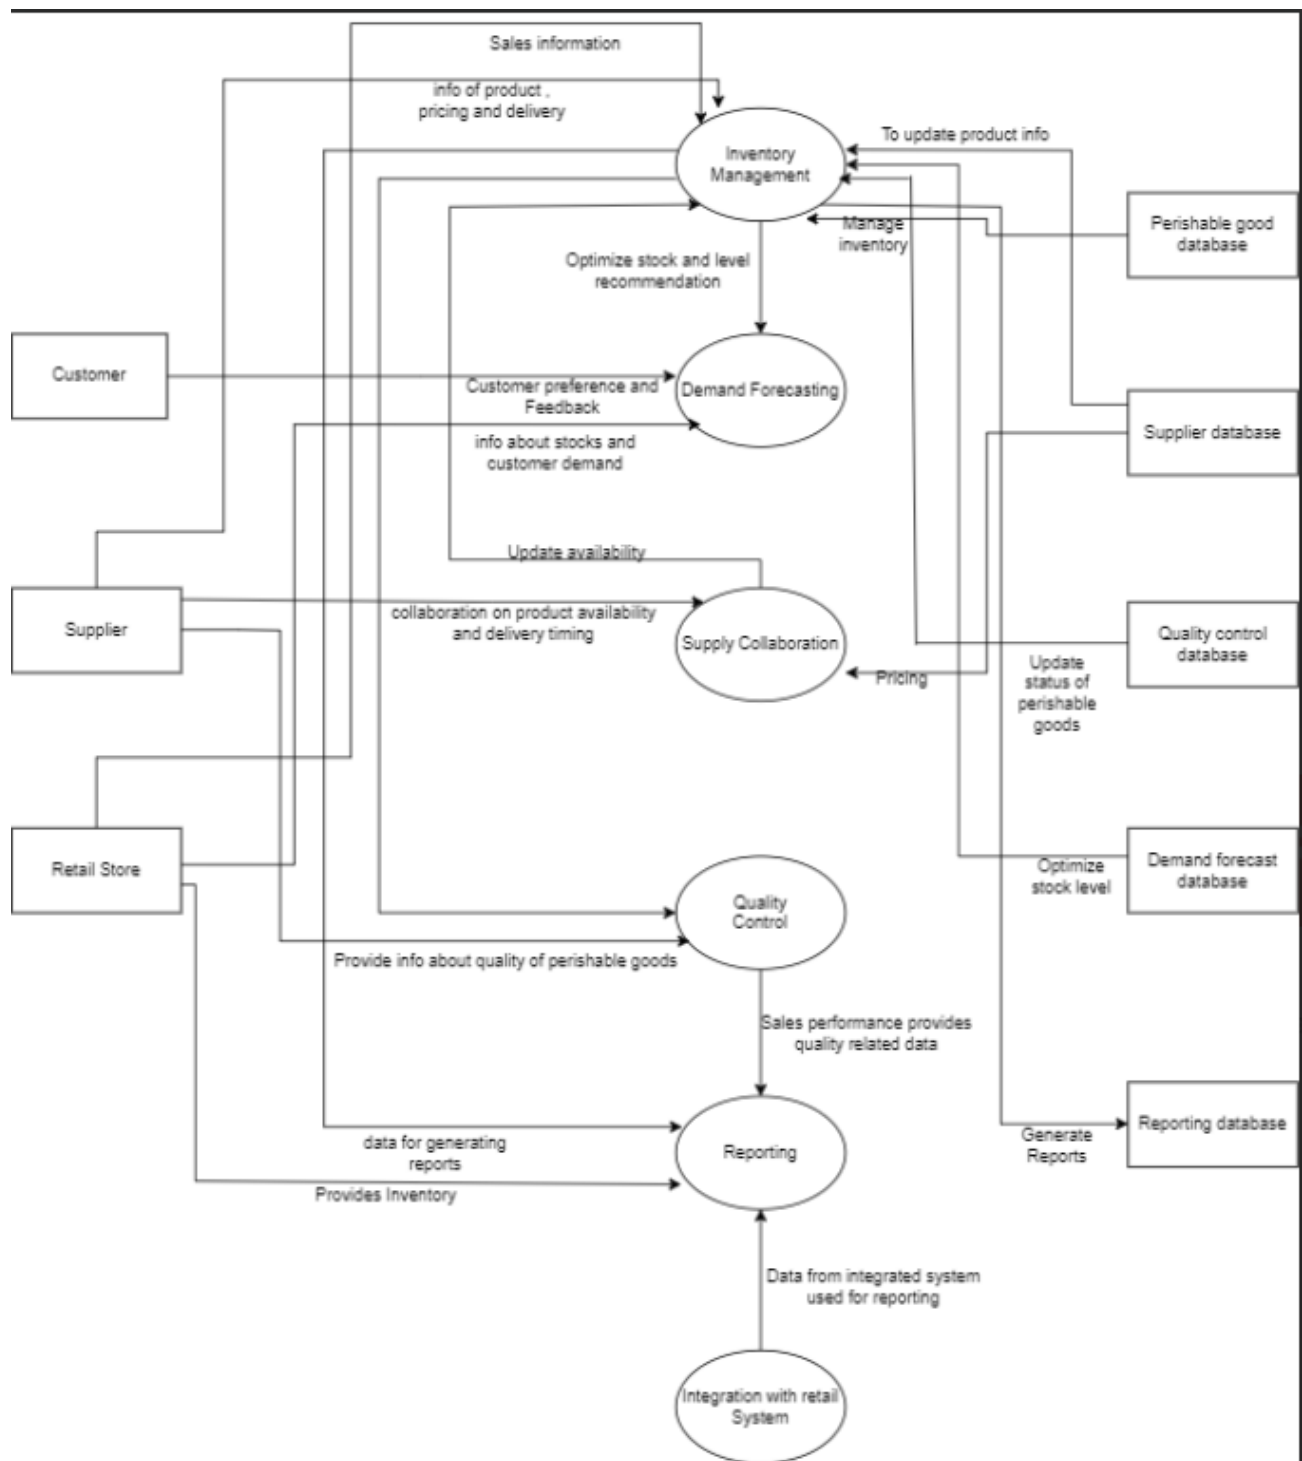 Sales information
info of product ,
pricing and delivery
To update product info
Inventory
Management
Perishable good
database
Manage
inventory
Optimize stock and level
recommendation
Customer
Customer preference and
Feedback
Demand Forecasting
info about stocks and
customer demand
Supplier database
Update availability
Supplier
collaboration on product availability
and delivery timing
Supply Collaboration
Pricing
Quality control
database
Update
status of
perishable
goods
Retail Store
Quality
Control
Optimize
stock level
Demand forecast
database
Provide info about quality of perishable goods
Sales performance provides
quality related data
data for generating
reports
Reporting
Generate
Reports
Reporting database
Provides Inventory
Data from integrated system
used for reporting
Integration with retail
System